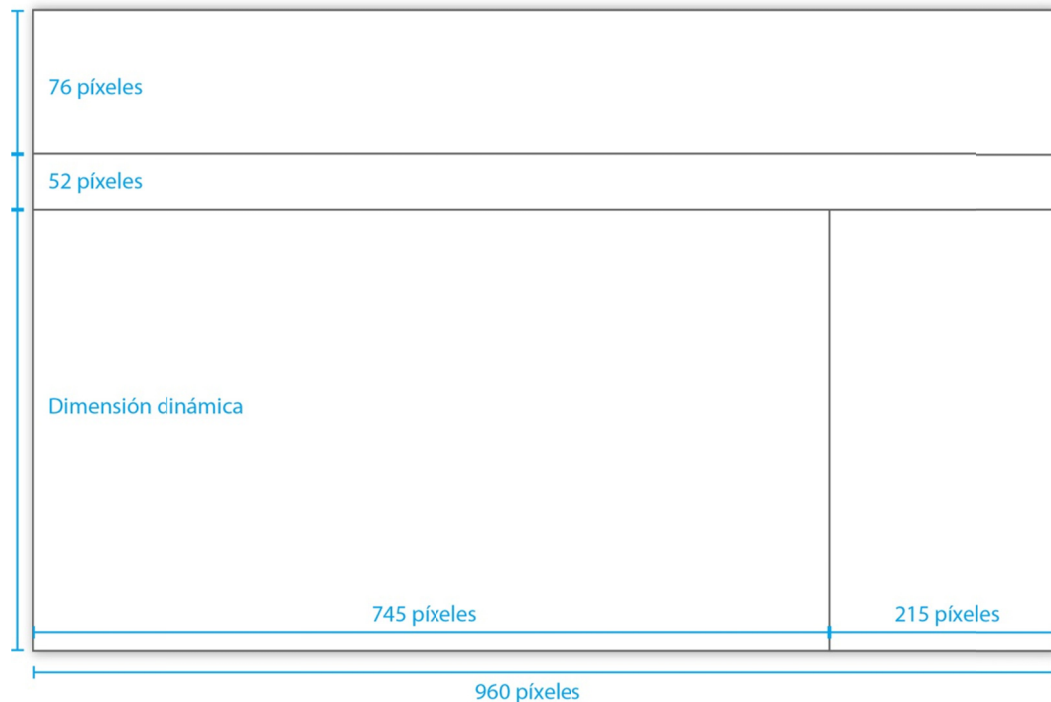 76 píxeles
52 píxeles
Dimensión dinámica
745 píxeles
215 píxeles
960 píxeles